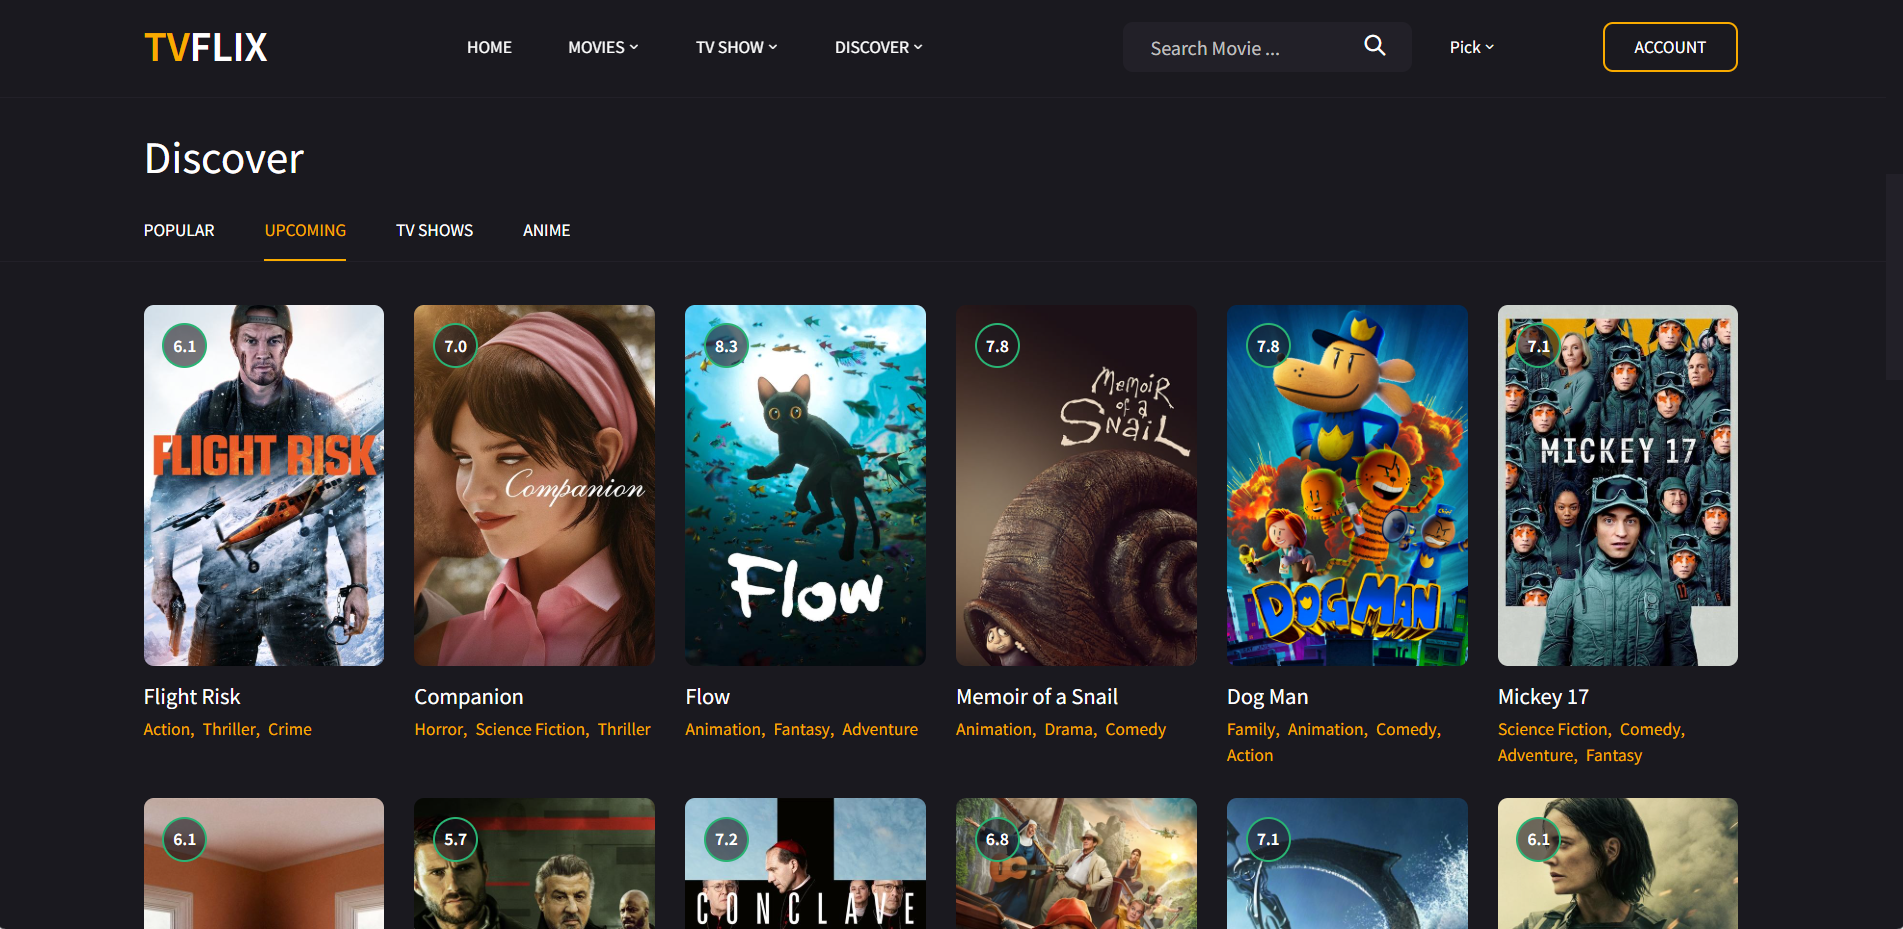 TVFLIX
HOME
MOVIES
TV SHOW
DISCOVER
Search Movie ...
Pick
ACCOUNT
Discover
POPULAR
UPCOMING
TV SHOWS
ANIME
6.1
FLIGHT RISK
7.0
Companion
8.3
Flow
7.8
Memoir
of a
Snail
7.8
DOG MAN
7.1
MICKEY 17
Flight Risk
Action, Thriller, Crime
Companion
Horror, Science Fiction, Thriller
Flow
Animation, Fantasy, Adventure
Memoir of a Snail
Animation, Drama, Comedy
Dog Man
Family, Animation, Comedy,
Action
Mickey 17
Science Fiction, Comedy,
Adventure, Fantasy
6.1
5.7
7.2
CONCLAVE
6.8
7.1
6.1